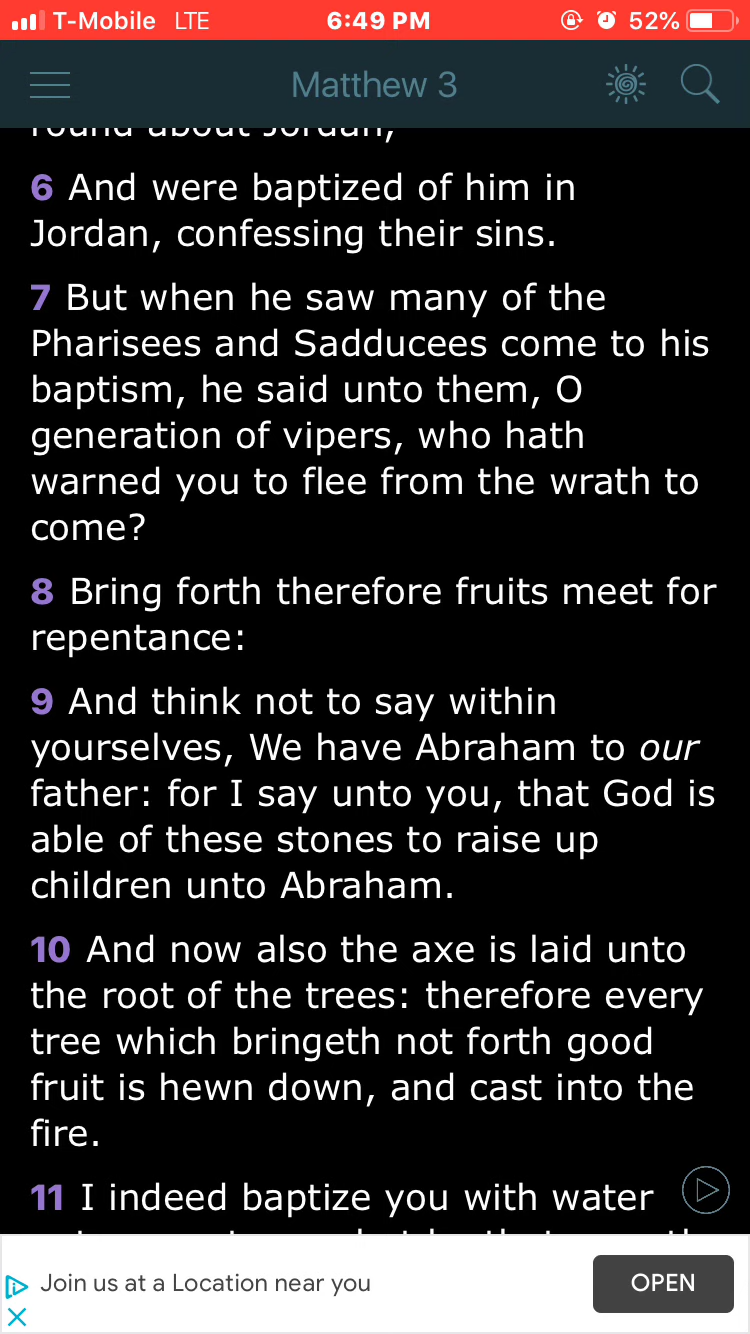 T-Mobile LTE 6:49 PM 52%
Matthew 3
round about Jordan,
6 And were baptized of him in
Jordan, confessing their sins.
7 But when he saw many of the
Pharisees and Sadducees come to his
baptism, he said unto them, O
generation of vipers, who hath
warned you to flee from the wrath to
come?
8 Bring forth therefore fruits meet for
repentance:
9 And think not to say within
yourselves, We have Abraham to our
father: for I say unto you, that God is
able of these stones to raise up
children unto Abraham.
10 And now also the axe is laid unto
the root of the trees: therefore every
tree which bringeth not forth good
fruit is hewn down, and cast into the
fire.
11 I indeed baptize you with water
Join us at a Location near you
OPEN